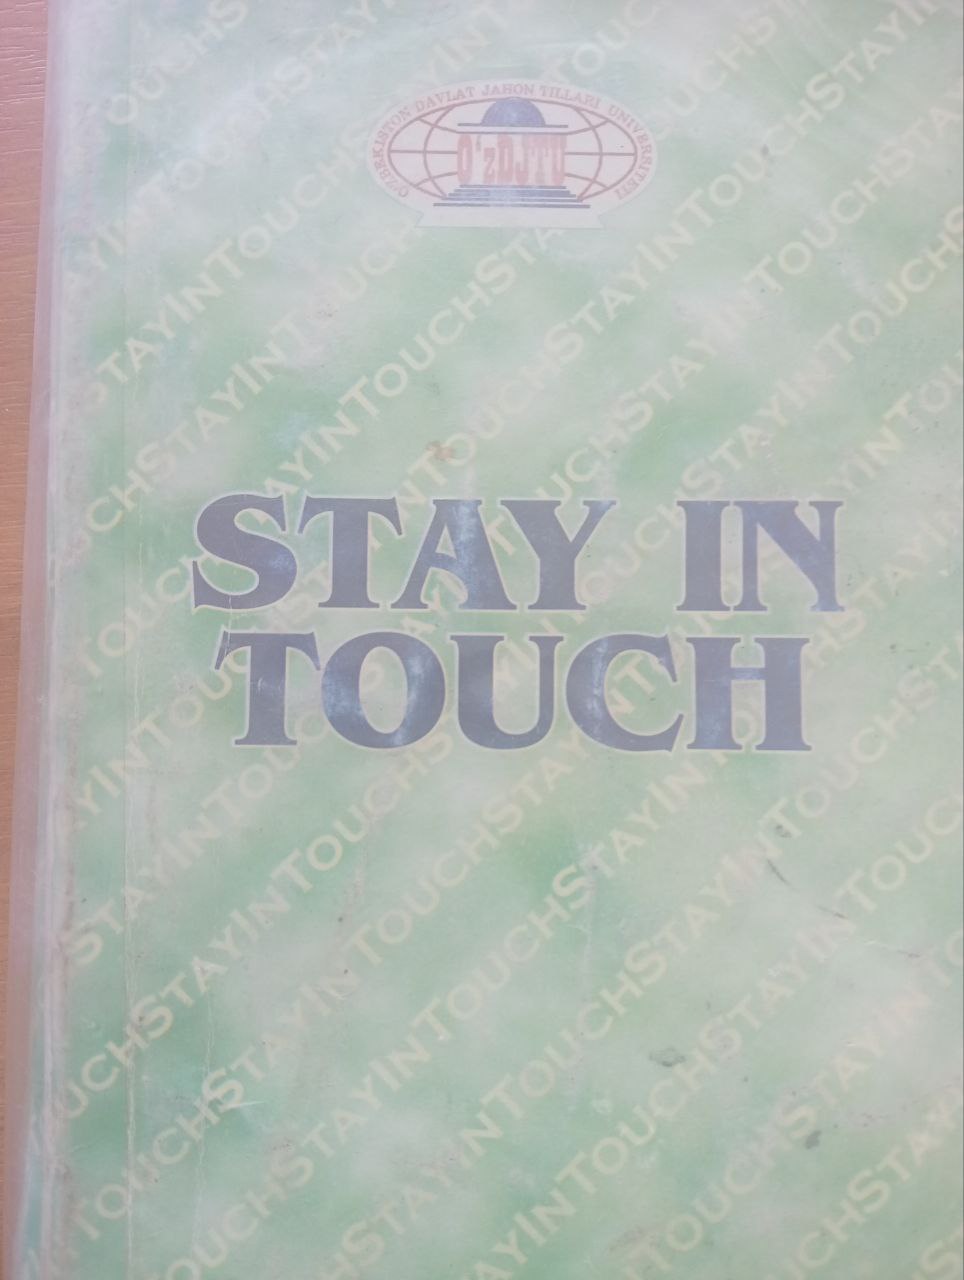 O'ZBEKISTON DAVLAT JAHON TILLARI UNIVERSITETI
O'zDJTU
STAY IN
TOUCH